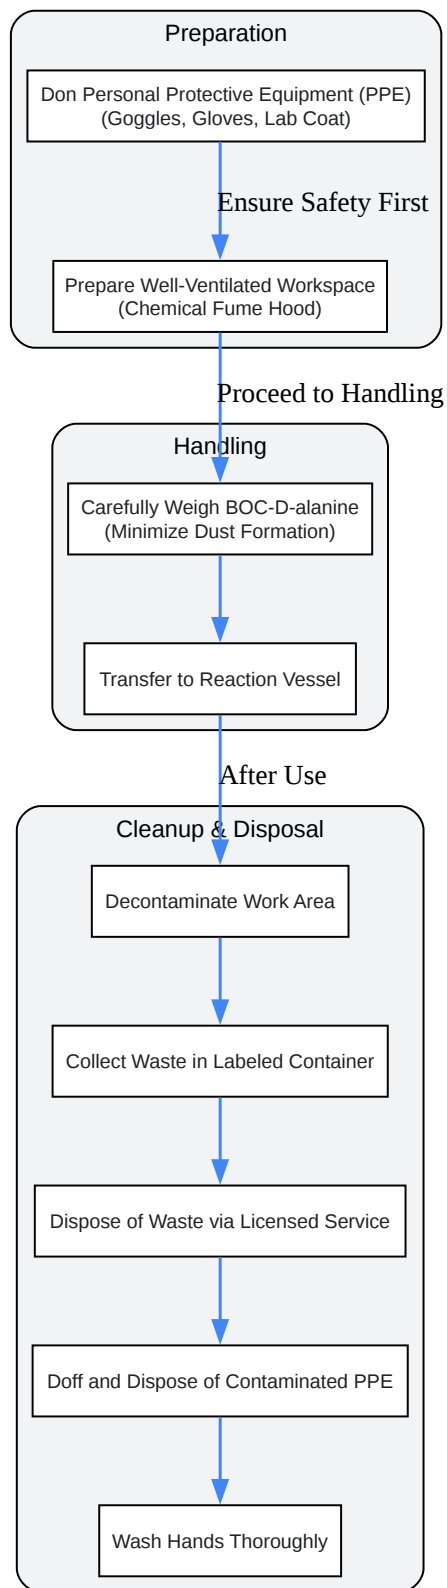 Preparation
Don Personal Protective Equipment (PPE)
(Goggles, Gloves, Lab Coat)
Ensure Safety First
Prepare Well-Ventilated Workspace
(Chemical Fume Hood)
Proceed to Handling
Handling
Carefully Weigh BOC-D-alanine
(Minimize Dust Formation)
Transfer to Reaction Vessel
After Use
Cleanup & Disposal
Decontaminate Work Area
Collect Waste in Labeled Container
Dispose of Waste via Licensed Service
Doff and Dispose of Contaminated PPE
Wash Hands Thoroughly